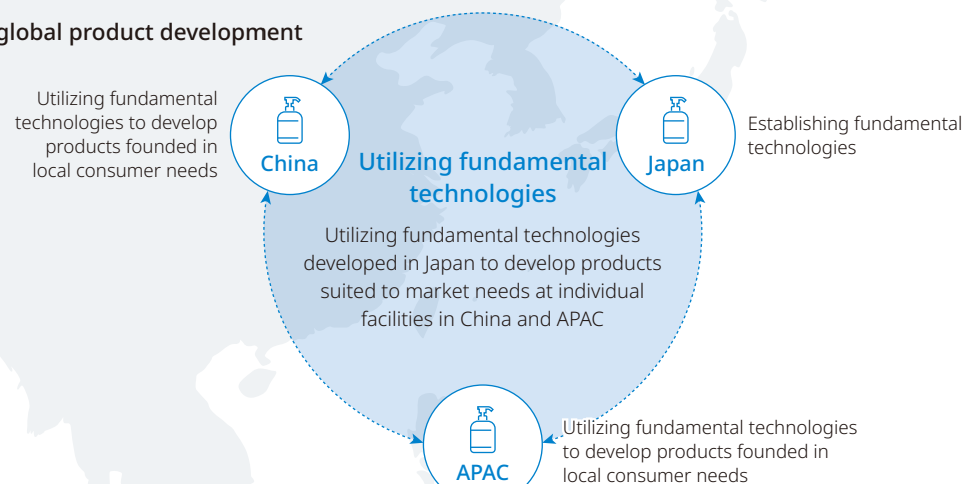 global product development
Utilizing fundamental
technologies to develop
products founded in
local consumer needs
China
Utilizing fundamental
technologies
Utilizing fundamental technologies
developed in Japan to develop products
suited to market needs at individual
facilities in China and APAC
Japan
Establishing fundamental
technologies
APAC
Utilizing fundamental technologies
to develop products founded in
local consumer needs